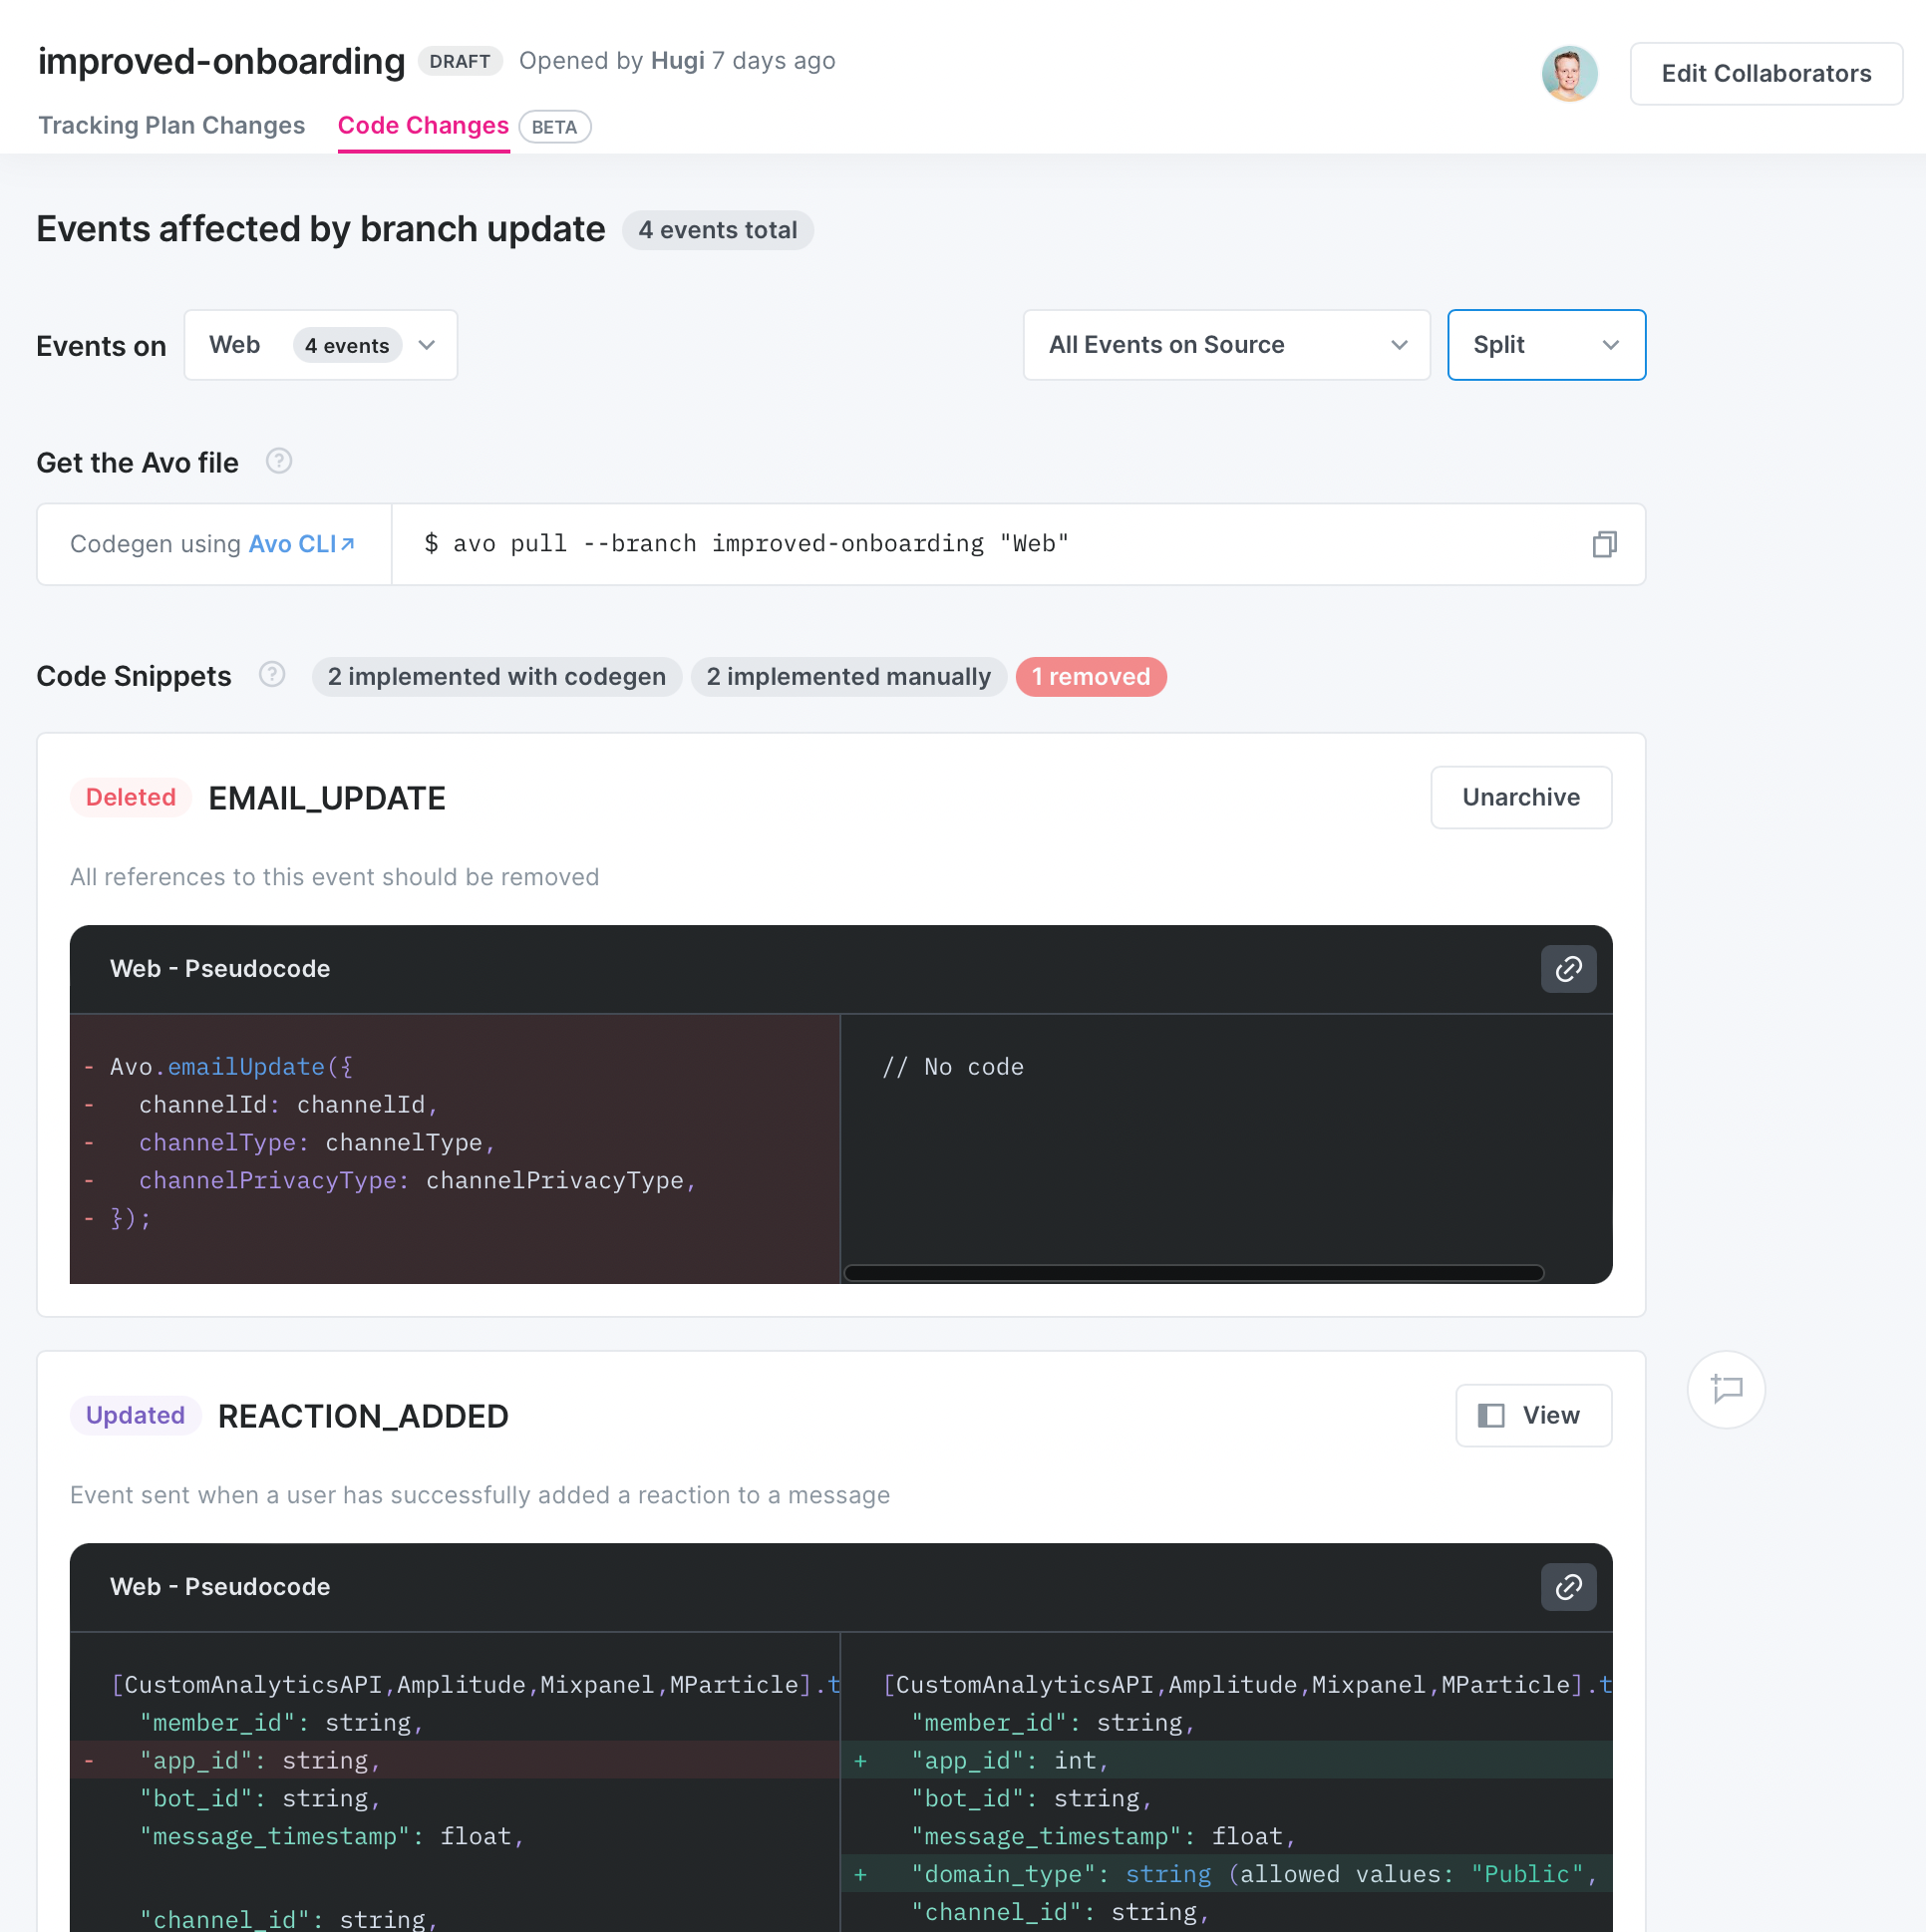 improved-onboarding DRAFT Opened by Hugi 7 days ago
Edit Collaborators
Tracking Plan Changes Code Changes BETA
Events affected by branch update 4 events total
Events on Web 4 events All Events on Source Split
Get the Avo file ?
Codegen using Avo CLI↗ $ avo pull --branch improved-onboarding "Web"
Code Snippets ? 2 implemented with codegen 2 implemented manually 1 removed
Deleted EMAIL_UPDATE Unarchive
All references to this event should be removed
Web - Pseudocode
- Avo.emailUpdate({
- channelId: channelId,
- channelType: channelType,
- channelPrivacyType: channelPrivacyType,
- });
// No code
Updated REACTION_ADDED View
Event sent when a user has successfully added a reaction to a message
Web - Pseudocode
[CustomAnalyticsAPI,Amplitude,Mixpanel,MParticle].t
"member_id": string,
- "app_id": string,
"bot_id": string,
"message_timestamp": float,
"channel_id": string,
[CustomAnalyticsAPI,Amplitude,Mixpanel,MParticle].t
"member_id": string,
+ "app_id": int,
"bot_id": string,
"message_timestamp": float,
+ "domain_type": string (allowed values: "Public",
"channel_id": string,